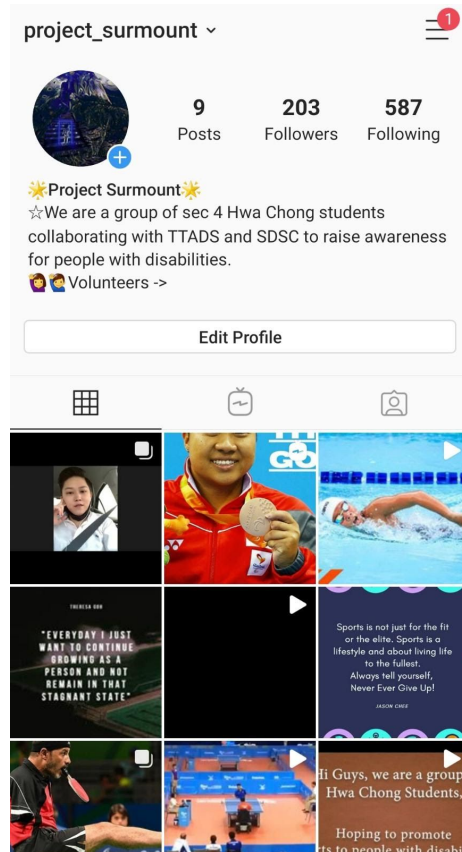 project_surmount
1
9
203
587
Posts
Followers
Following
🌟Project Surmount🌟
☆We are a group of sec 4 Hwa Chong students
collaborating with TTADS and SDSC to raise awareness
for people with disabilities.
🙋‍♀️🙋‍♂️Volunteers ->
Edit Profile
THERESA GOH
"EVERYDAY I JUST
WANT TO CONTINUE
GROWING AS A
PERSON AND NOT
REMAIN IN THAT
STAGNANT STATE"
Sports is not just for the fit
or the elite. Sports is a
lifestyle and about living life
to the fullest.
Always tell yourself,
Never Ever Give Up!
JASON CHEE
Hi Guys, we are a group
Hwa Chong Students,
Hoping to promote
to people with